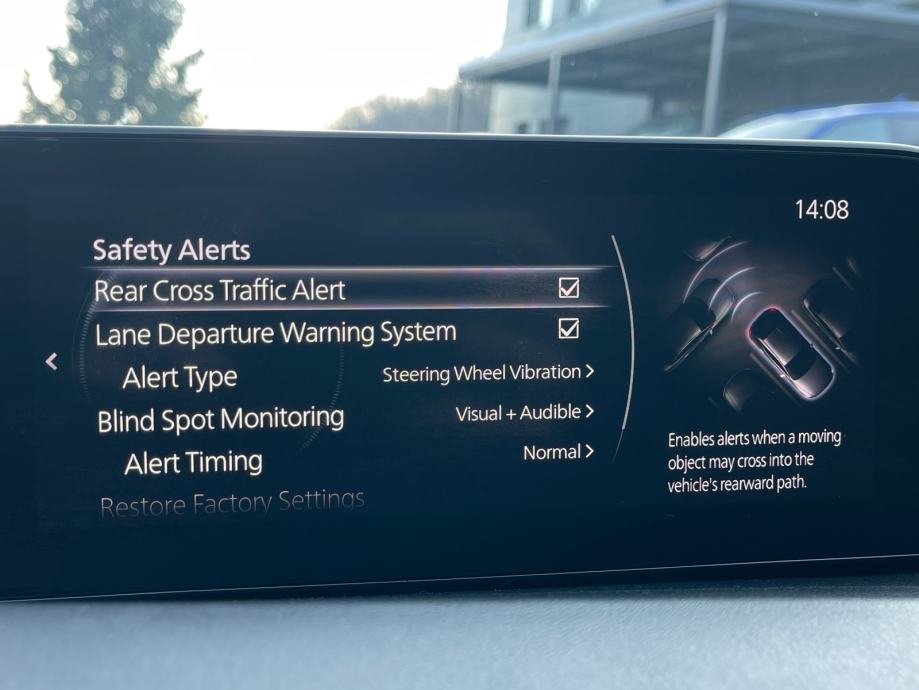 14:08
Safety Alerts
Rear Cross Traffic Alert
Lane Departure Warning System
Alert Type Steering Wheel Vibration >
Blind Spot Monitoring Visual + Audible >
Alert Timing Normal >
Restore Factory Settings
Enables alerts when a moving
object may cross into the
vehicle's rearward path.